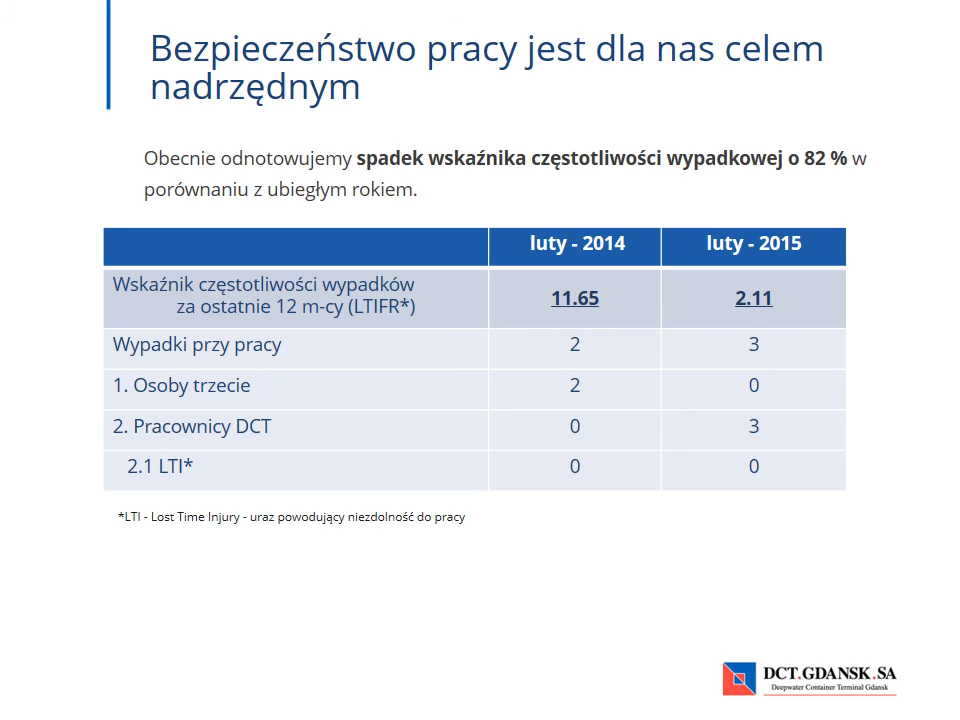 Bezpieczeństwo pracy jest dla nas celem
nadrzędnym
Obecnie odnotowujemy spadek wskaźnika częstotliwości wypadkowej o 82 % w
porównaniu z ubiegłym rokiem.
luty - 2014 luty - 2015
Wskaźnik częstotliwości wypadków
za ostatnie 12 m-cy (LTIFR*) 11.65 2.11
Wypadki przy pracy 2 3
1. Osoby trzecie 2 0
2. Pracownicy DCT 0 3
2.1 LTI* 0 0
*LTI - Lost Time Injury - uraz powodujący niezdolność do pracy
DCT.GDANSK.SA
Deepwater Container Terminal Gdansk